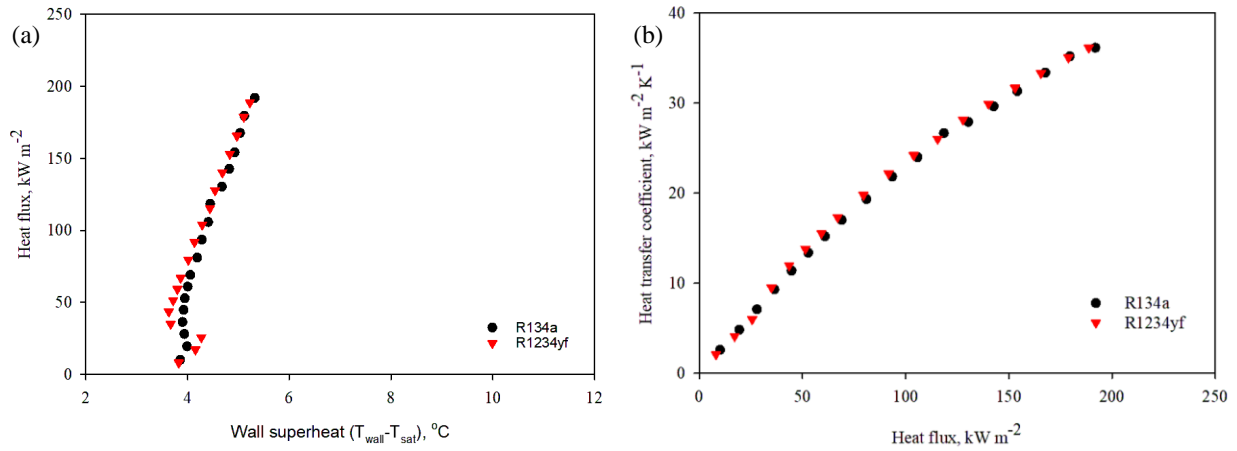 (a)
250
200
150
100
50
0
Heat flux, kW m-2
2 4 6 8 10 12
Wall superheat (Twall-Tsat), oC
R134a
R1234yf
(b)
40
30
20
10
0
Heat transfer coefficient, kW m-2 K-1
0 50 100 150 200 250
Heat flux, kW m-2
R134a
R1234yf